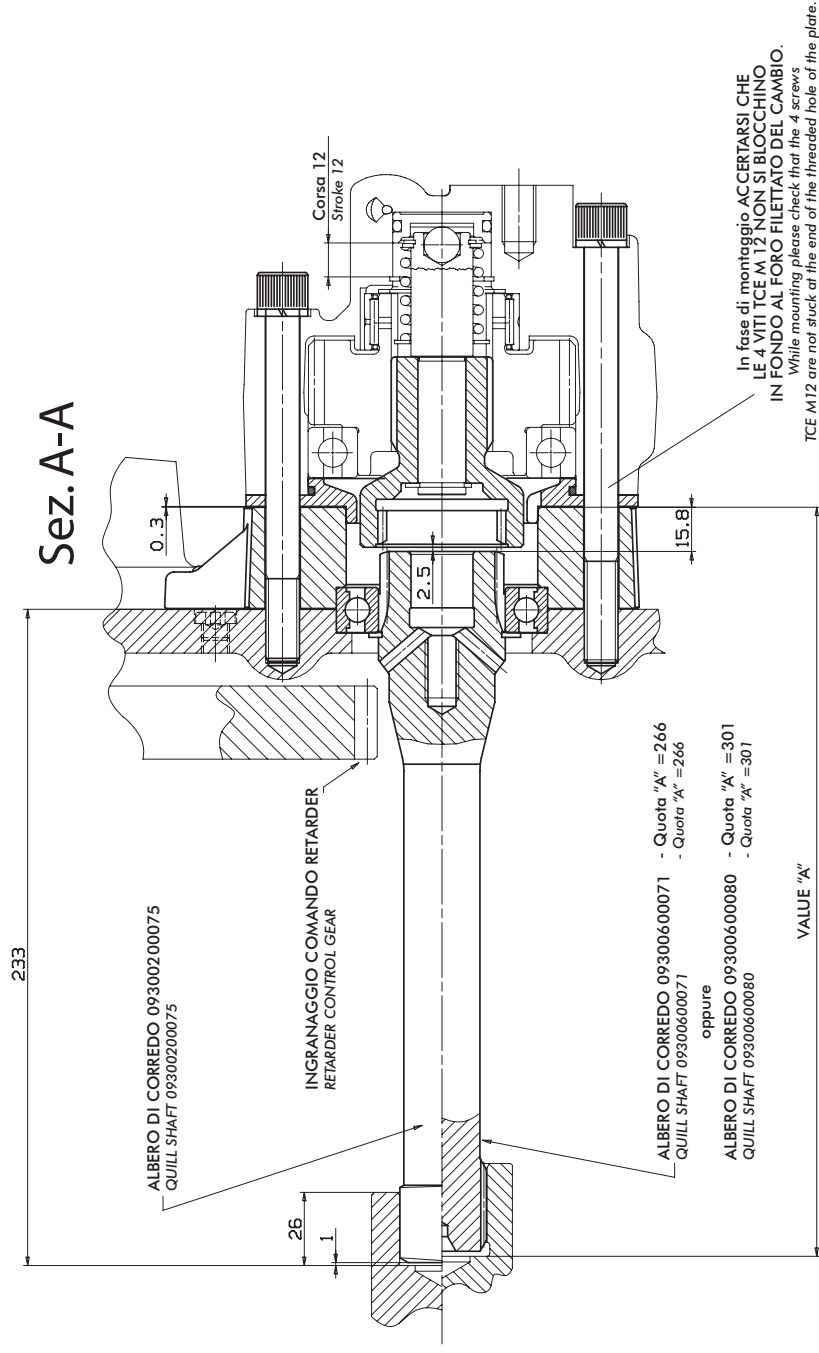 Sez. A-A
233
ALBERO DI CORREDO 09300200075
QUILL SHAFT 09300200075
INGRANAGGIO COMANDO RETARDER
RETARDER CONTROL GEAR
26
1
0.3
2.5
15.8
Corsa 12
Stroke 12
ALBERO DI CORREDO 09300600071 - Quota "A" =266
QUILL SHAFT 09300600071 - Quota "A" =266
oppure
ALBERO DI CORREDO 09300600080 - Quota "A" =301
QUILL SHAFT 09300600080 - Quota "A" =301
VALUE "A"
In fase di montaggio ACCERTARSI CHE
LE 4 VITI TCE M 12 NON SI BLOCCHINO
IN FONDO AL FORO FILETTATO DEL CAMBIO.
While mounting please check that the 4 screws
TCE M12 are not stuck at the end of the threaded hole of the plate.